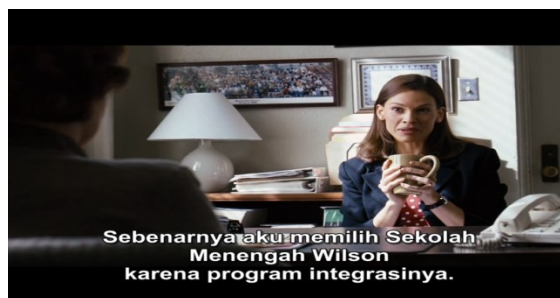 Sebenarnya aku memilih Sekolah
Menengah Wilson
karena program integrasinya.